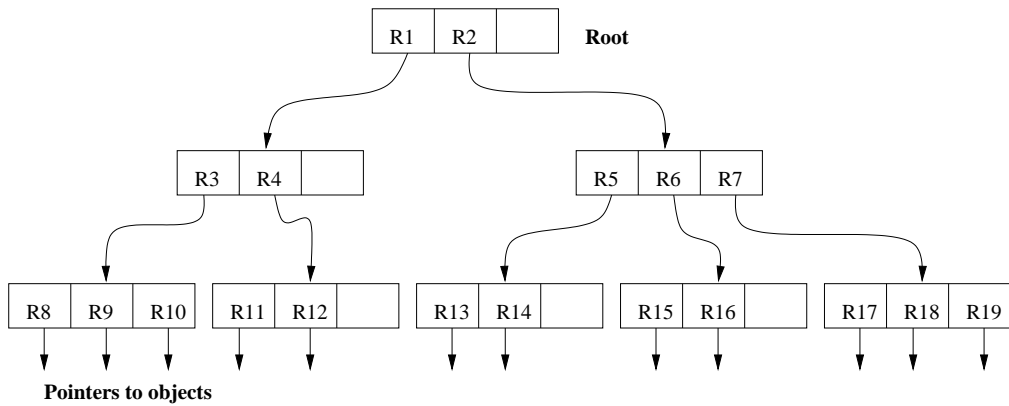 R1 R2 Root
R3 R4 R5 R6 R7
R8 R9 R10 R11 R12 R13 R14 R15 R16 R17 R18 R19
Pointers to objects